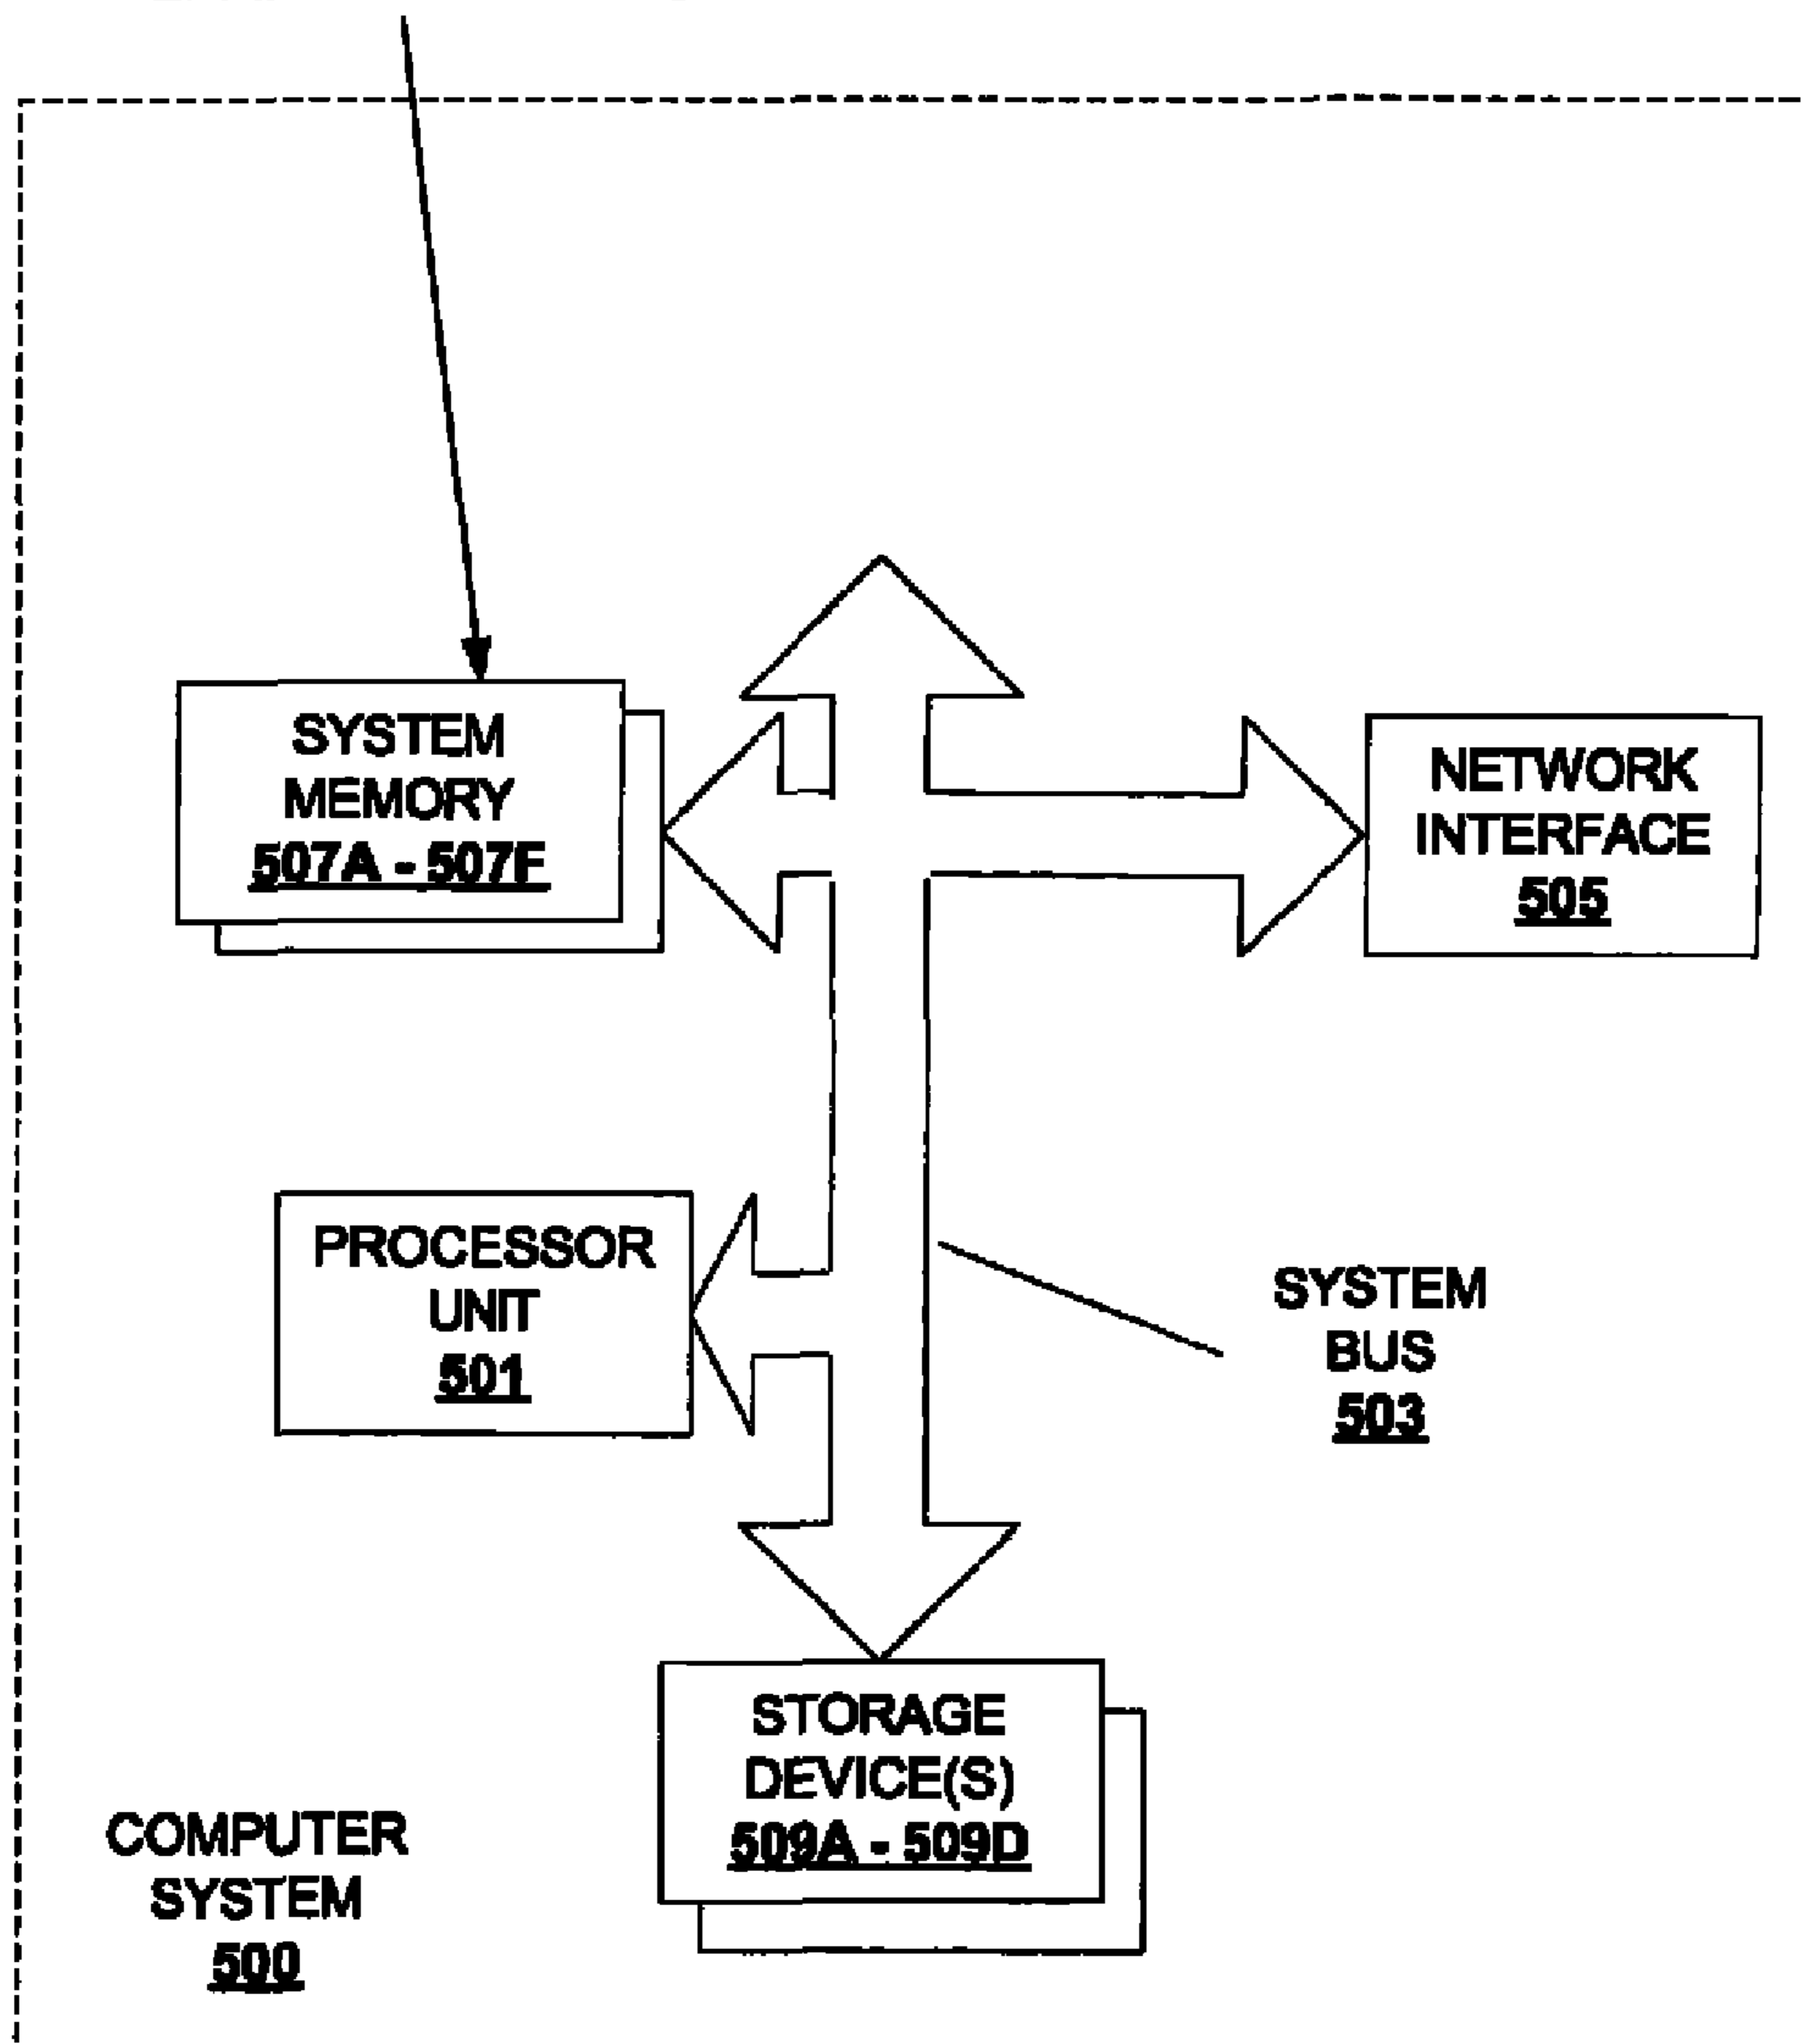 SYSTEM
MEMORY
507A - 507F
NETWORK
INTERFACE
505
PROCESSOR
UNIT
501
SYSTEM
BUS
503
STORAGE
DEVICE(S)
509A - 509D
COMPUTER
SYSTEM
500